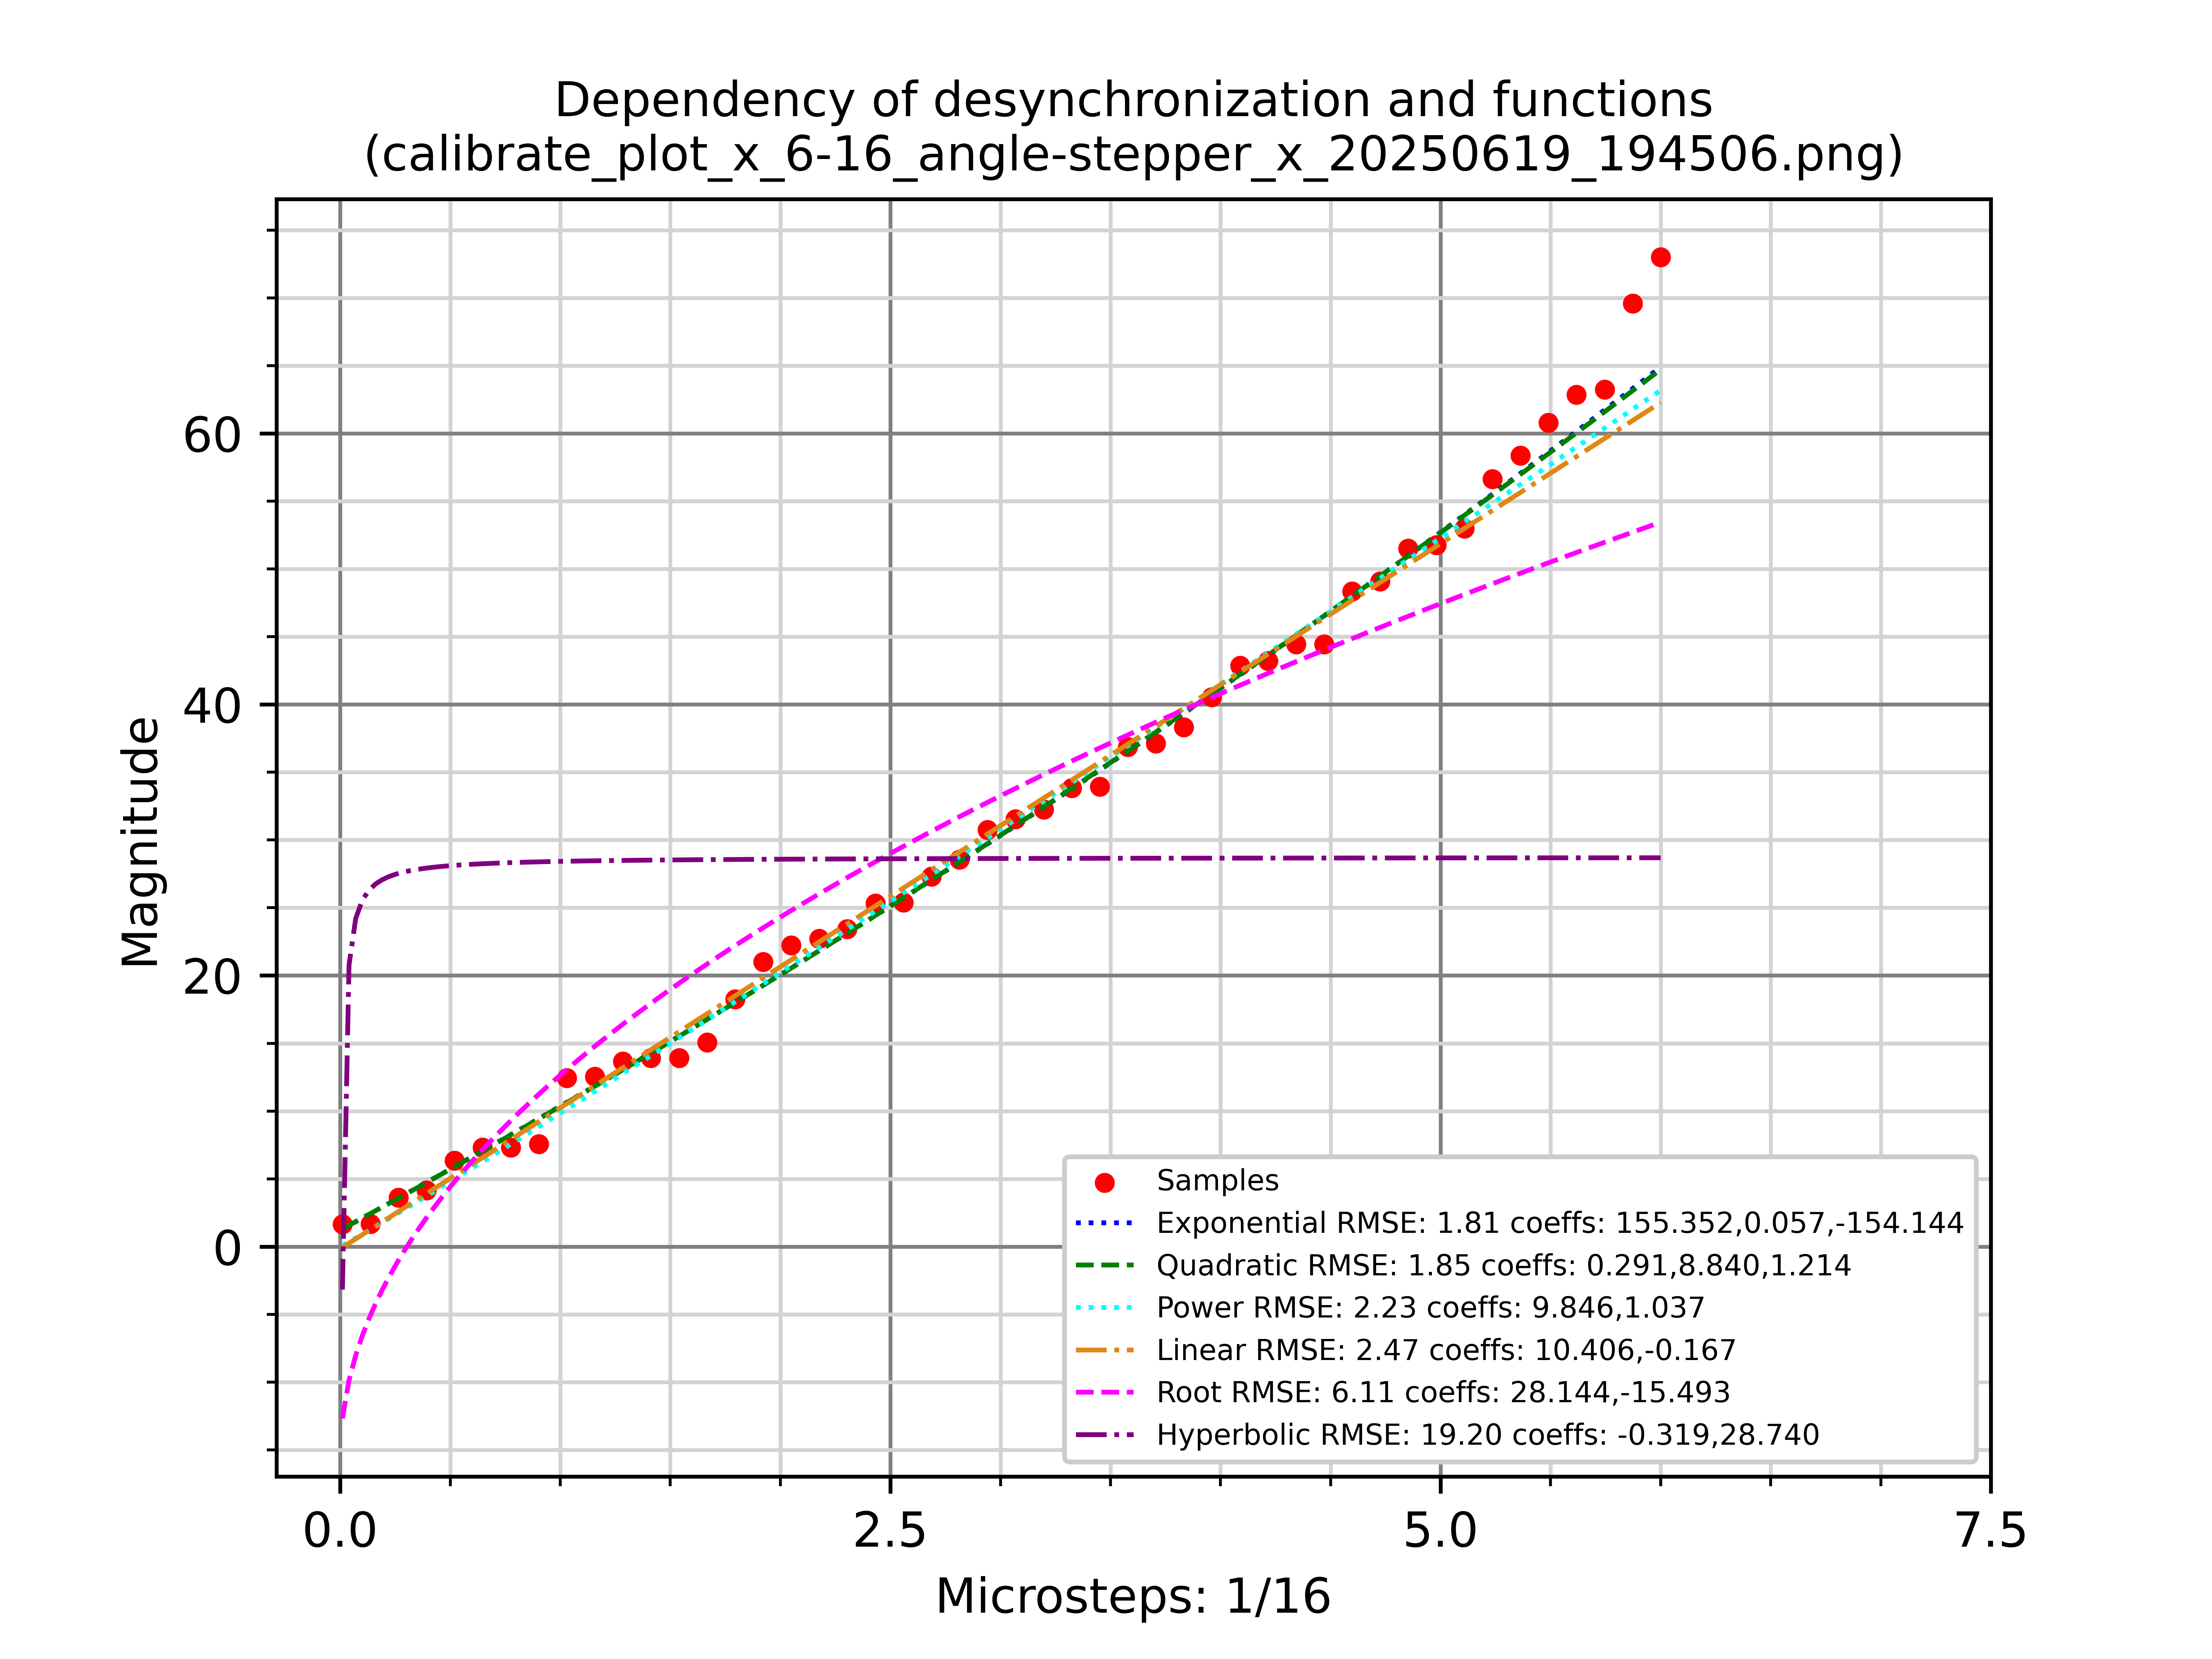 Dependency of desynchronization and functions
(calibrate_plot_x_6-16_angle-stepper_x_20250619_194506.png)
Magnitude
60
40
20
0
Samples
Exponential RMSE: 1.81 coeffs: 155.352,0.057,-154.144
Quadratic RMSE: 1.85 coeffs: 0.291,8.840,1.214
Power RMSE: 2.23 coeffs: 9.846,1.037
Linear RMSE: 2.47 coeffs: 10.406,-0.167
Root RMSE: 6.11 coeffs: 28.144,-15.493
Hyperbolic RMSE: 19.20 coeffs: -0.319,28.740
0.0 2.5 5.0 7.5
Microsteps: 1/16